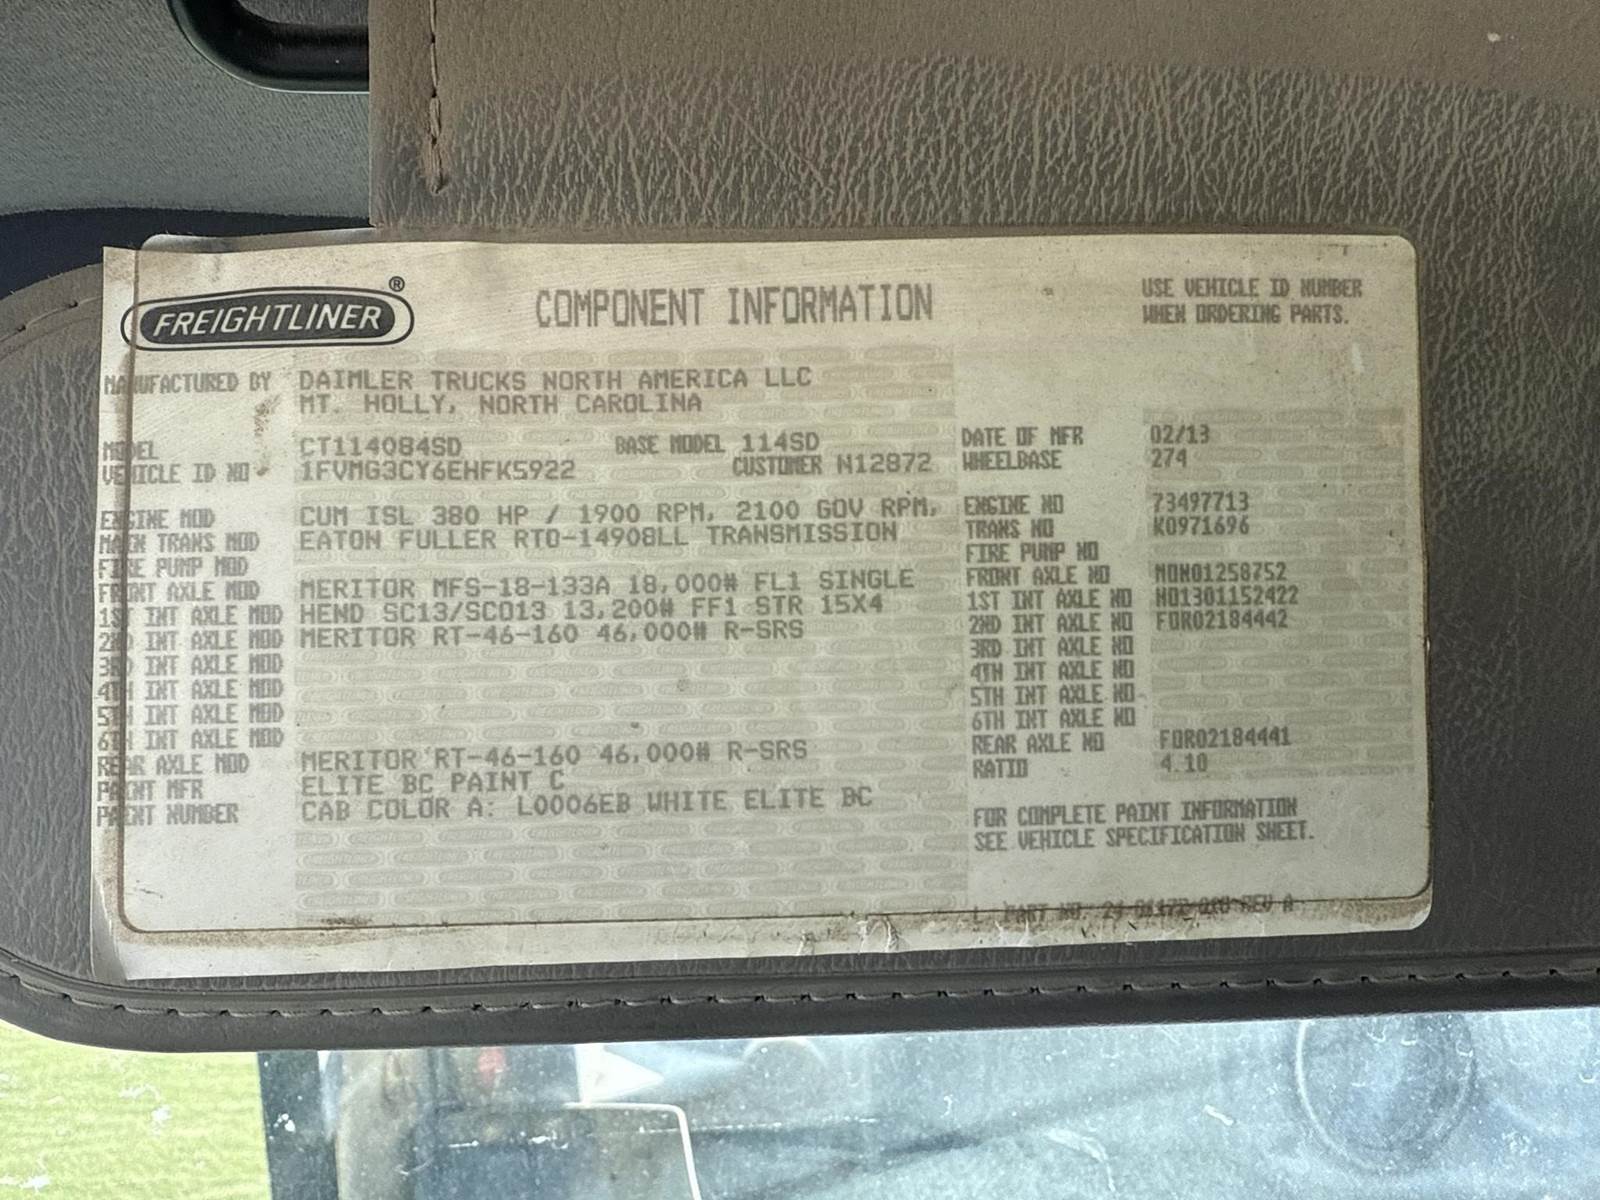 FREIGHTLINER®
COMPONENT INFORMATION
USE VEHICLE ID NUMBER
WHEN ORDERING PARTS.
MANUFACTURED BY DAIMLER TRUCKS NORTH AMERICA LLC
MT. HOLLY, NORTH CAROLINA
MODEL CT114084SD BASE MODEL 114SD DATE OF MFR 02/13
VEHICLE ID NO 1FVMG3CY6EHFK5922 CUSTOMER N12872 WHEELBASE 274
ENGINE MOD CUM ISL 380 HP / 1900 RPM, 2100 GOV RPM, ENGINE NO 73497713
MAIN TRANS MOD EATON FULLER RTO-14908LL TRANSMISSION TRANS NO K0971696
FIRE PUMP MOD FIRE PUMP NO
FRONT AXLE MOD MERITOR MFS-18-133A 18,000# FL1 SINGLE FRONT AXLE NO
1ST INT AXLE MOD HEND SC13/SCO13 13,200# FF1 STR 15X4 1ST INT AXLE NO HO1301152422
2ND INT AXLE MOD MERITOR RT-46-160 46,000# R-SRS 2ND INT AXLE NO FOR02184442
3RD INT AXLE MOD 3RD INT AXLE NO
4TH INT AXLE MOD 4TH INT AXLE NO
5TH INT AXLE MOD 5TH INT AXLE NO
6TH INT AXLE MOD 6TH INT AXLE NO
REAR AXLE MOD MERITOR RT-46-160 46,000# R-SRS REAR AXLE NO FOR02184441
PAINT MFR ELITE BC PAINT C RATIO 4.10
PAINT NUMBER CAB COLOR A: L0006EB WHITE ELITE BC
FOR COMPLETE PAINT INFORMATION
SEE VEHICLE SPECIFICATION SHEET.
PART NO. REV A